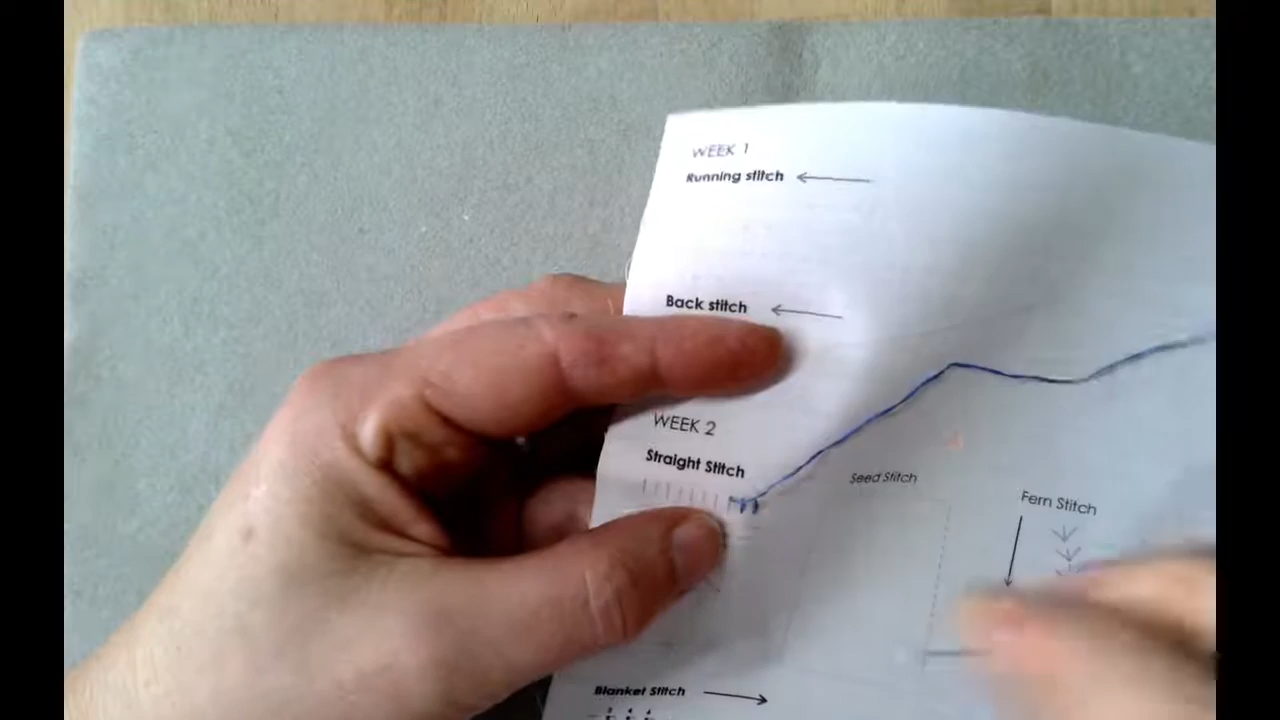 WEEK 1
Running stitch
Back stitch
WEEK 2
Straight Stitch
Seed Stitch
Fern Stitch
Blanket Stitch